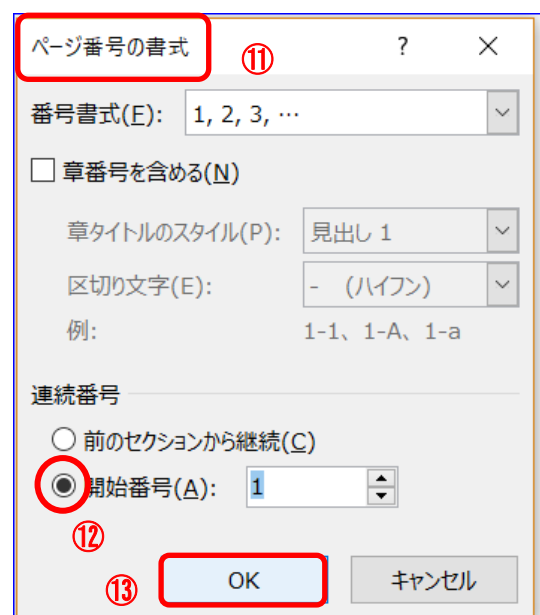 ページ番号の書式 ⑪ ? ×
番号書式(F): 1, 2, 3, …
章番号を含める(N)
章タイトルのスタイル(P): 見出し 1
区切り文字(E): - (ハイフン)
例: 1-1、1-A、1-a
連続番号
前のセクションから継続(C)
開始番号(A): 1
⑫
⑬ OK キャンセル